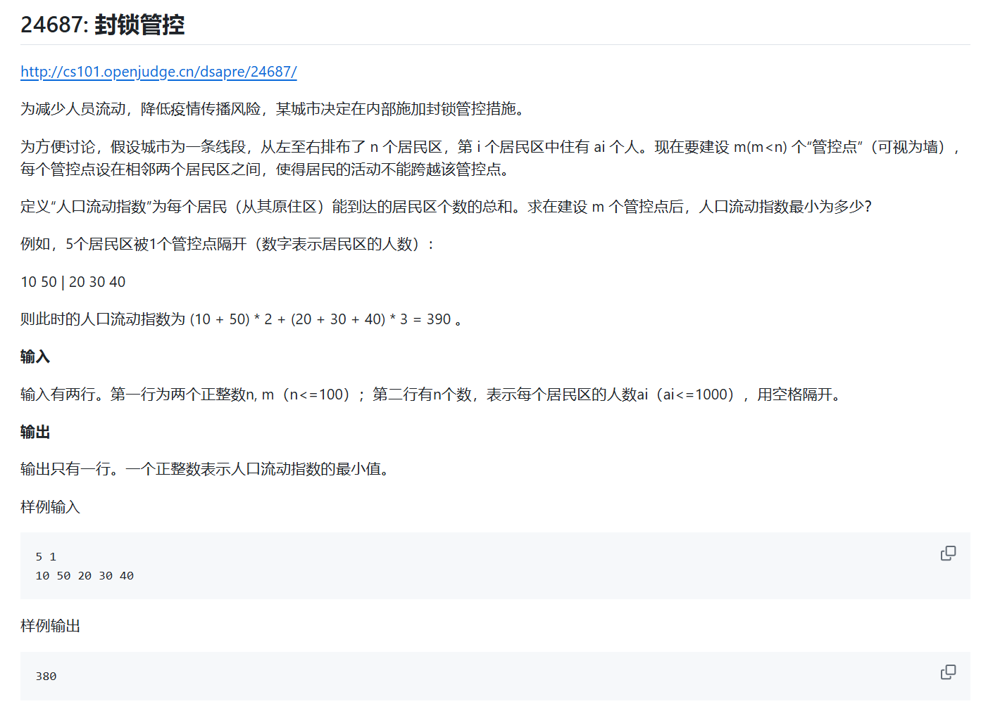 24687: 封锁管控
http://cs101.openjudge.cn/dsapre/24687/
为减少人员流动，降低疫情传播风险，某城市决定在内部施加封锁管控措施。
为方便讨论，假设城市为一条线段，从左至右排布了 n 个居民区，第 i 个居民区中住有 ai 个人。现在要建设 m(m<n) 个“管控点”（可视为墙），
每个管控点设在相邻两个居民区之间，使得居民的活动不能跨越该管控点。
定义“人口流动指数”为每个居民（从其原住区）能到达的居民区个数的总和。求在建设 m 个管控点后，人口流动指数最小为多少？
例如，5个居民区被1个管控点隔开（数字表示居民区的人数）：
10 50 | 20 30 40
则此时的人口流动指数为 (10 + 50) * 2 + (20 + 30 + 40) * 3 = 390 。
输入
输入有两行。第一行为两个正整数n, m（n<=100）；第二行有n个数，表示每个居民区的人数ai（ai<=1000），用空格隔开。
输出
输出只有一行。一个正整数表示人口流动指数的最小值。
样例输入
5 1
10 50 20 30 40
样例输出
380